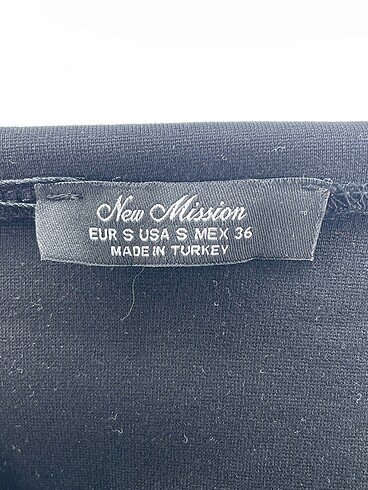 New Mission
EUR S USA S MEX 36
MADE IN TURKEY